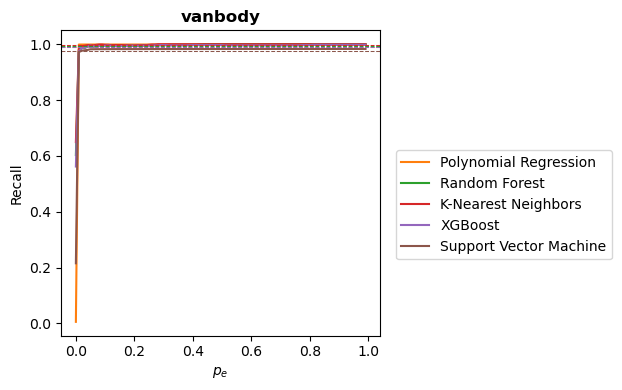 vanbody
1.0
0.8
0.6
0.4
0.2
0.0
Recall
0.0 0.2 0.4 0.6 0.8 1.0
p_e
Polynomial Regression
Random Forest
K-Nearest Neighbors
XGBoost
Support Vector Machine